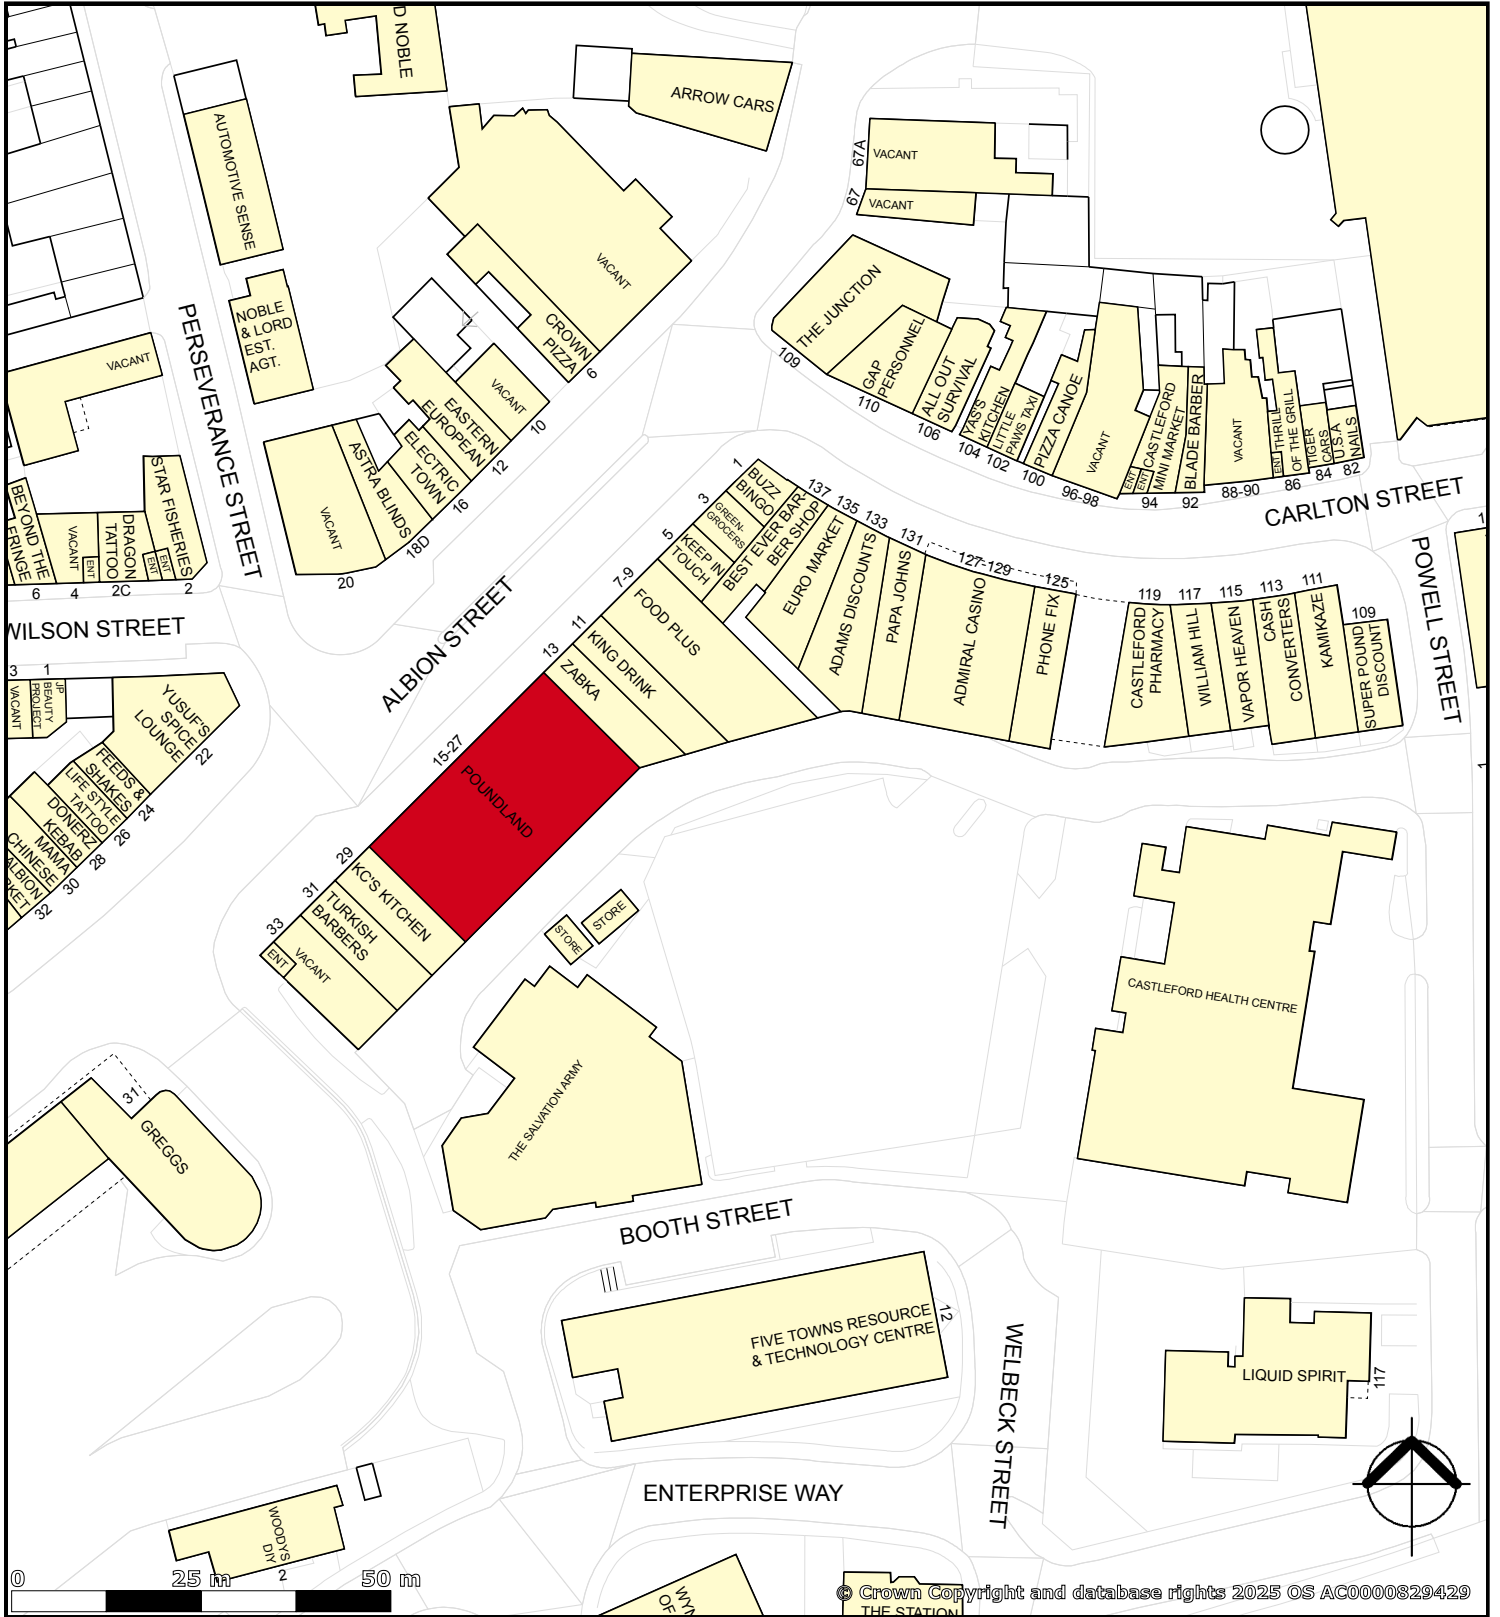 D NOBLE
ARROW CARS
AUTOMOTIVE SENSE
VACANT
67A
VACANT
67
VACANT
NOBLE
& LORD
EST.
AGT.
PERSEVERANCE STREET
VACANT
CROWN
PIZZA
6
THE JUNCTION
109
GAP
PERSONNEL
110
ALL OUT
SURVIVAL
106
YAS'S
KITCHEN
104
LITTLE
PAWS TAXI
102
PIZZA CANOE
100
VACANT
96-98
ENT
ENT
CASTLEFORD
MINI MARKET
94
BLADE BARBER
92
VACANT
88-90
ENT
THRILL
OF THE GRILL
86
TIGER
CARS
84
U.S.A
NAILS
82
CARLTON STREET
POWELL STREET
VACANT
10
EASTERN
EUROPEAN
12
ELECTRIC
TOWN
16
ASTRA BLINDS
18D
VACANT
20
STAR FISHERIES
ENT
ENT
2
DRAGON
TATTOO
2C
VACANT
ENT
4
BEYOND THE
FRINGE
6
WILSON STREET
ALBION STREET
1
BUZZ
BINGO
3
GREEN-
GROCERS
5
KEEP IN
TOUCH
7-9
FOOD PLUS
11
KING DRINK
13
ZABKA
15-27
POUNDLAND
29
KC'S KITCHEN
31
TURKISH
BARBERS
33
VACANT
ENT
137
BEST EVER BAR-
BER SHOP
135
EURO MARKET
133
ADAMS DISCOUNTS
131
PAPA JOHNS
127-129
ADMIRAL CASINO
125
PHONE FIX
119
CASTLEFORD
PHARMACY
117
WILLIAM HILL
115
VAPOR HEAVEN
113
CASH
CONVERTERS
111
KAMIKAZE
109
SUPER POUND
DISCOUNT
1
1
3
VACANT
1
JP
BEAUTY
PROJECT
YUSUF'S
SPICE
LOUNGE
22
FEEDS &
SHAKES
24
LIFE STYLE
TATTOO
26
DONERZ
KEBAB
28
MAMA
CHINESE
30
ALBION
RKET
32
STORE
STORE
CASTLEFORD HEALTH CENTRE
THE SALVATION ARMY
31
GREGGS
BOOTH STREET
FIVE TOWNS RESOURCE
& TECHNOLOGY CENTRE
12
WELBECK STREET
LIQUID SPIRIT
117
ENTERPRISE WAY
WOODYS
DIY
2
WYN
OF
THE STATION
0 25 m 50 m
© Crown Copyright and database rights 2025 OS AC0000829429